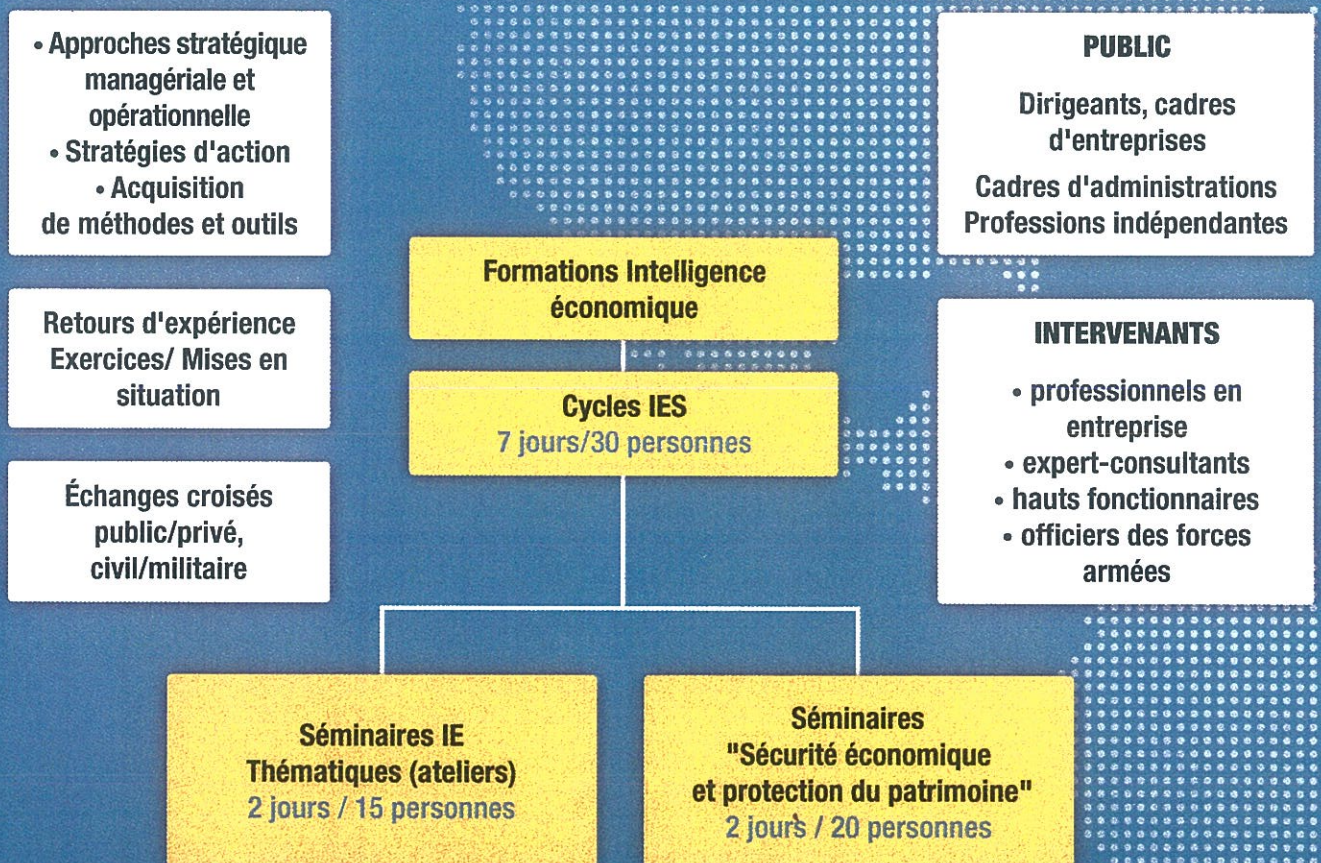 • Approches stratégique
managériale et
opérationnelle
• Stratégies d'action
• Acquisition
de méthodes et outils
Retours d'expérience
Exercices/ Mises en
situation
Échanges croisés
public/privé,
civil/militaire
Formations Intelligence
économique
Cycles IES
7 jours/30 personnes
Séminaires IE
Thématiques (ateliers)
2 jours / 15 personnes
Séminaires
"Sécurité économique
et protection du patrimoine"
2 jours / 20 personnes
PUBLIC
Dirigeants, cadres
d'entreprises
Cadres d'administrations
Professions indépendantes
INTERVENANTS
• professionnels en
entreprise
• expert-consultants
• hauts fonctionnaires
• officiers des forces
armées